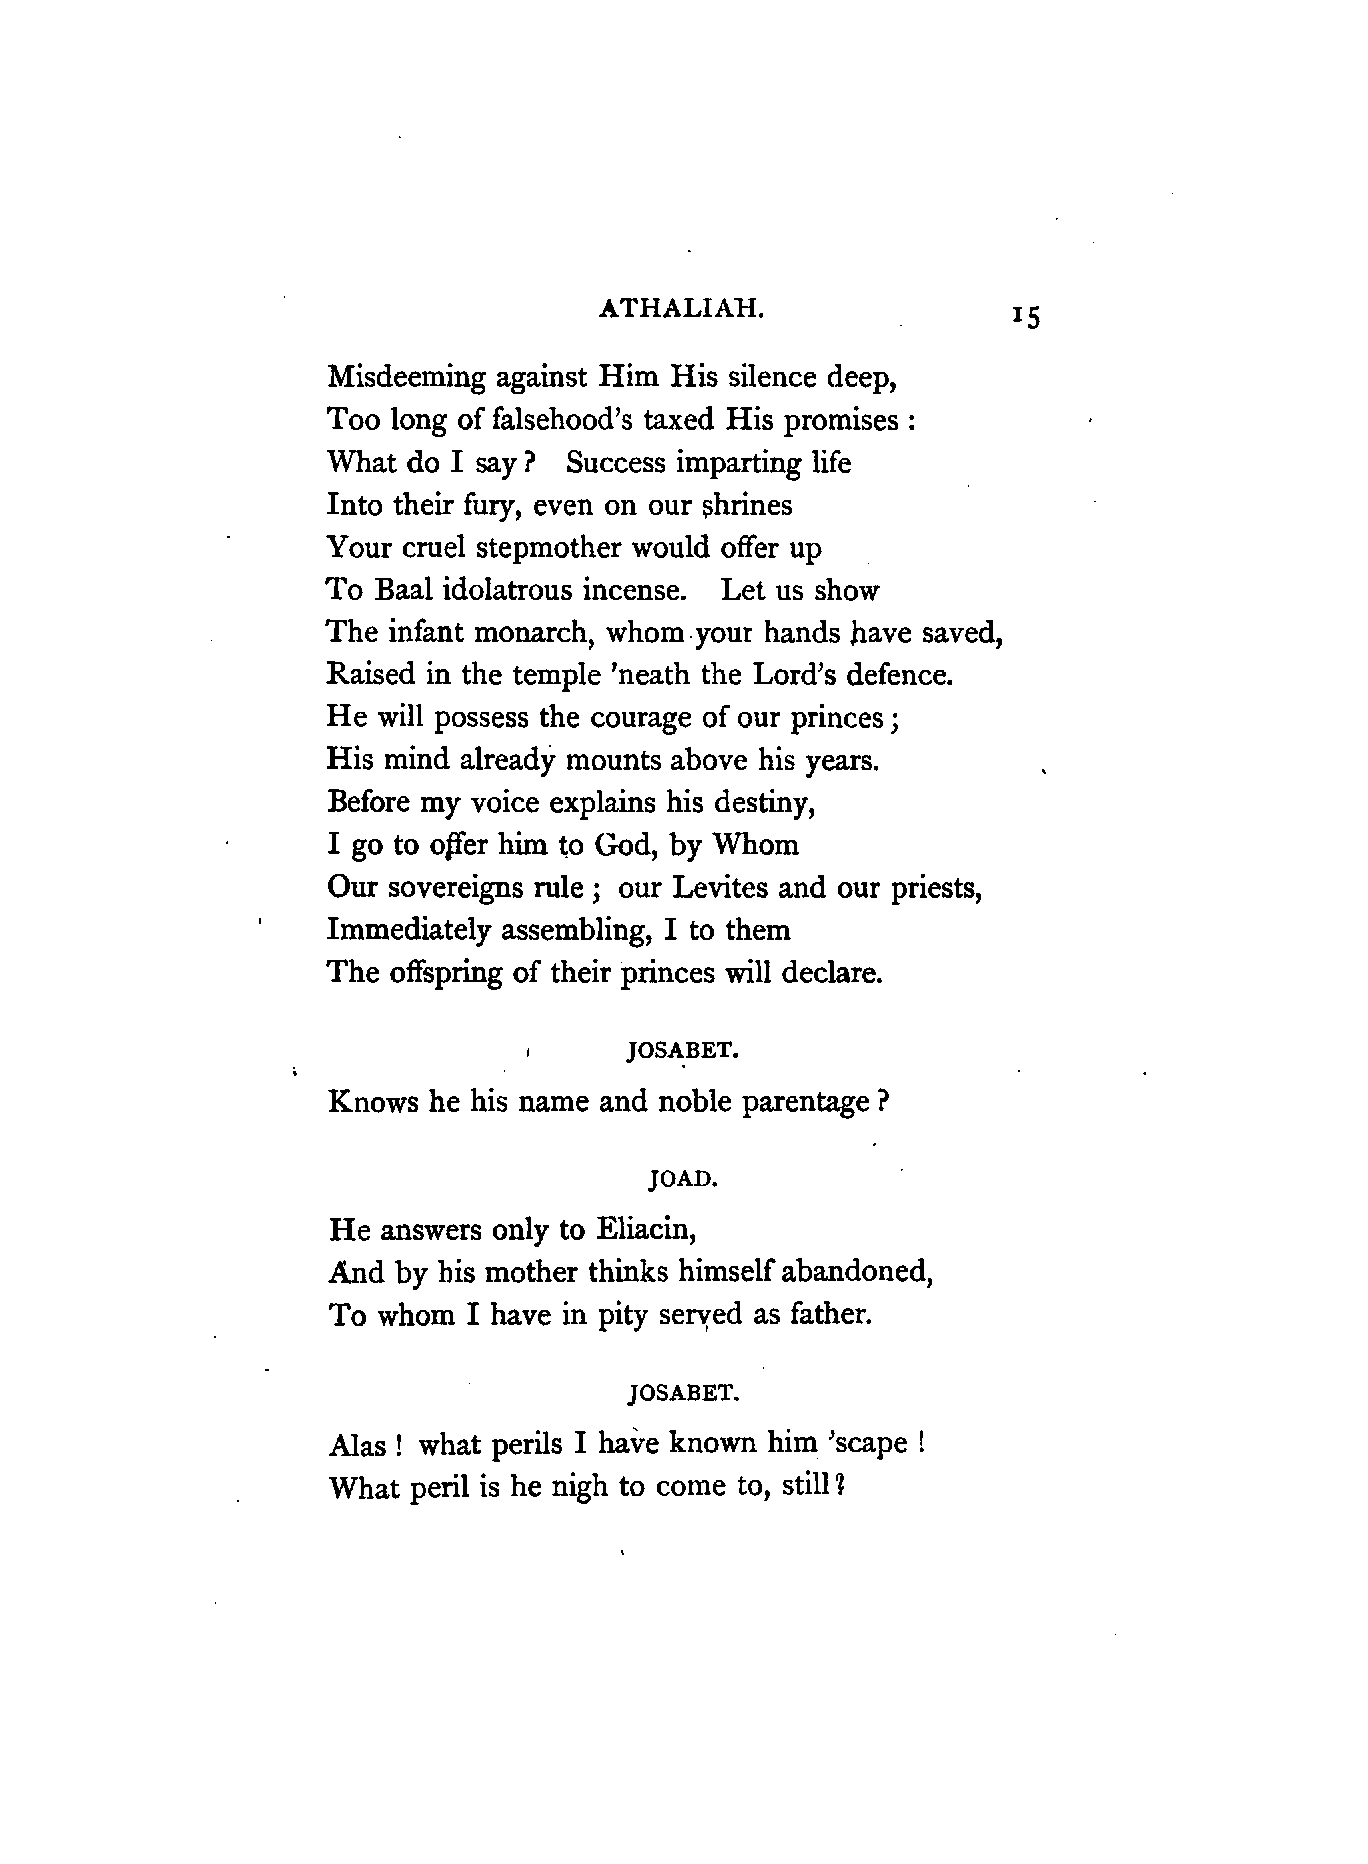 ATHALIAH. 15
Misdeeming against Him His silence deep,
Too long of falsehood's taxed His promises :
What do I say ? Success imparting life
Into their fury, even on our shrines
Your cruel stepmother would offer up
To Baal idolatrous incense. Let us show
The infant monarch, whom your hands have saved,
Raised in the temple 'neath the Lord's defence.
He will possess the courage of our princes ;
His mind already mounts above his years.
Before my voice explains his destiny,
I go to offer him to God, by Whom
Our sovereigns rule ; our Levites and our priests,
Immediately assembling, I to them
The offspring of their princes will declare.
JOSABET.
Knows he his name and noble parentage ?
JOAD.
He answers only to Eliacin,
And by his mother thinks himself abandoned,
To whom I have in pity served as father.
JOSABET.
Alas ! what perils I have known him 'scape !
What peril is he nigh to come to, still ?